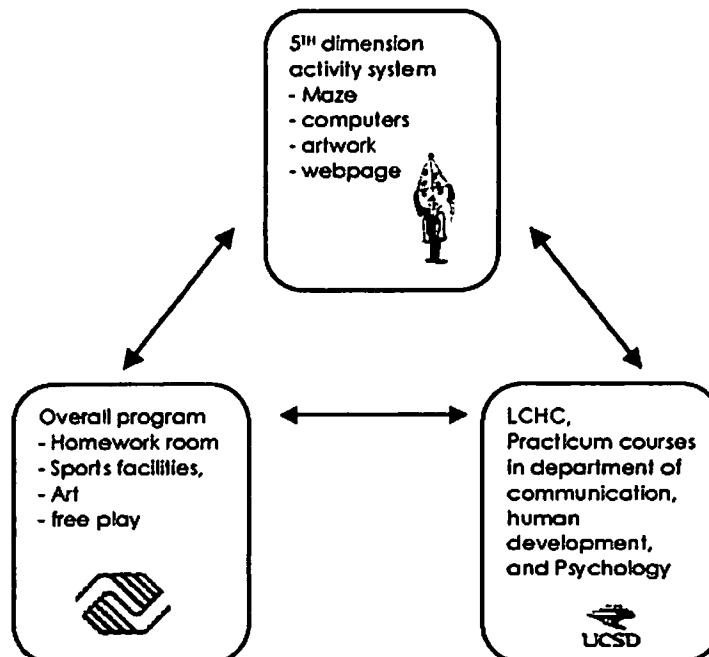 5TH dimension
activity system
- Maze
- computers
- artwork
- webpage
Overall program
- Homework room
- Sports facilities,
- Art
- free play
LCHC,
Practicum courses
in department of
communication,
human
development,
and Psychology
UCSD